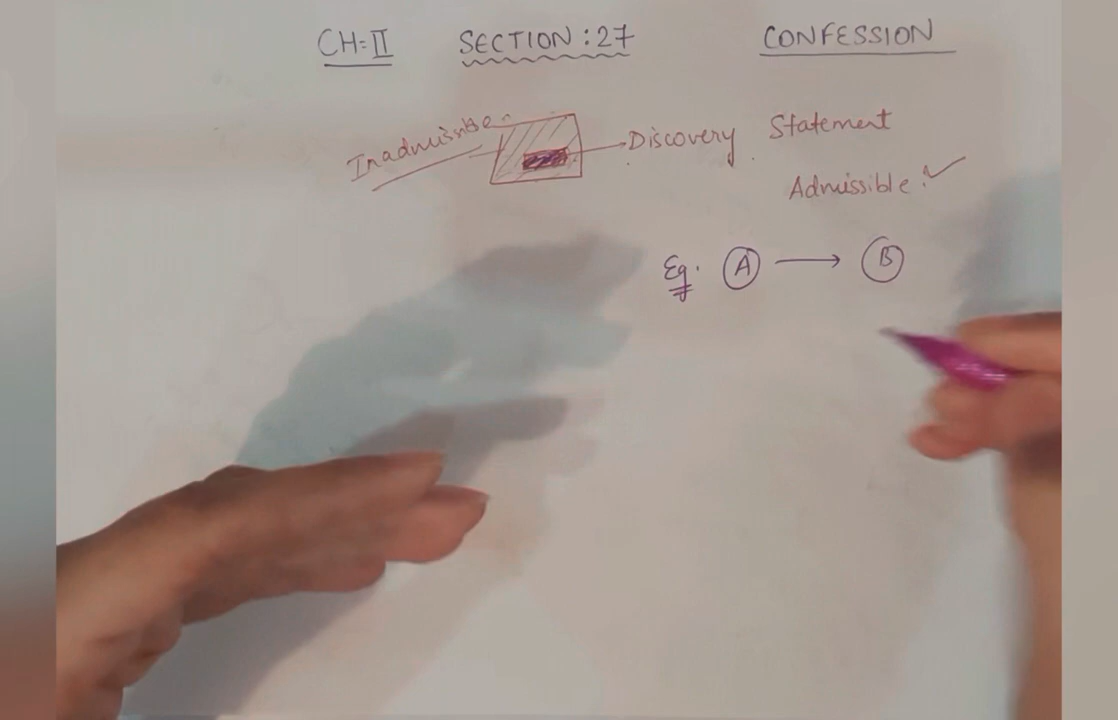 CH=II SECTION:27 CONFESSION
Inadmissible
Discovery Statement
Admissible ✓
Eg. A → B